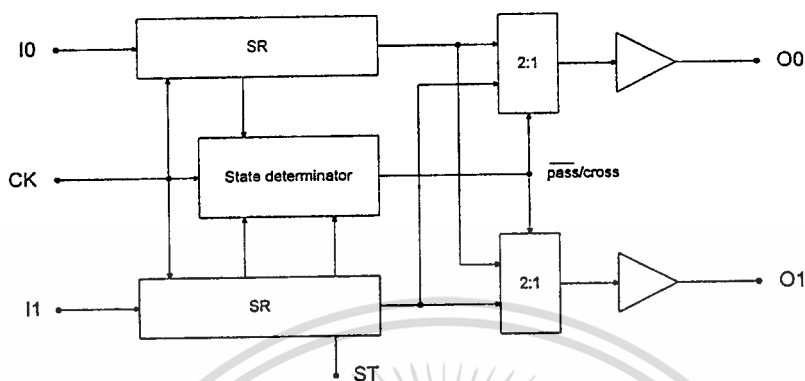 I0
SR
2:1
O0
CK
State determinator
pass/cross
I1
SR
2:1
O1
ST